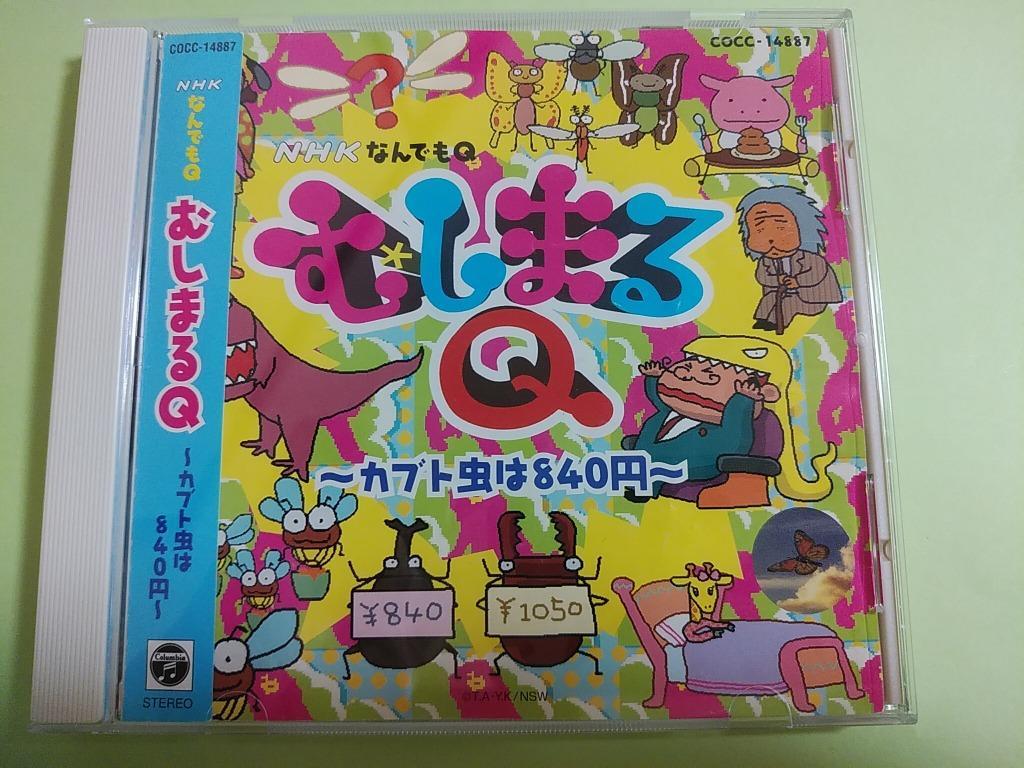 COCC-14887
NHK
なんでもQ
むしまるQ
～カブト虫は
840円～
Columbia
STEREO
COCC-14887
?
NHK なんでもQ
むしまる
Q
～カブト虫は840円～
¥840
¥1050
©T.A-Y.K/NSW